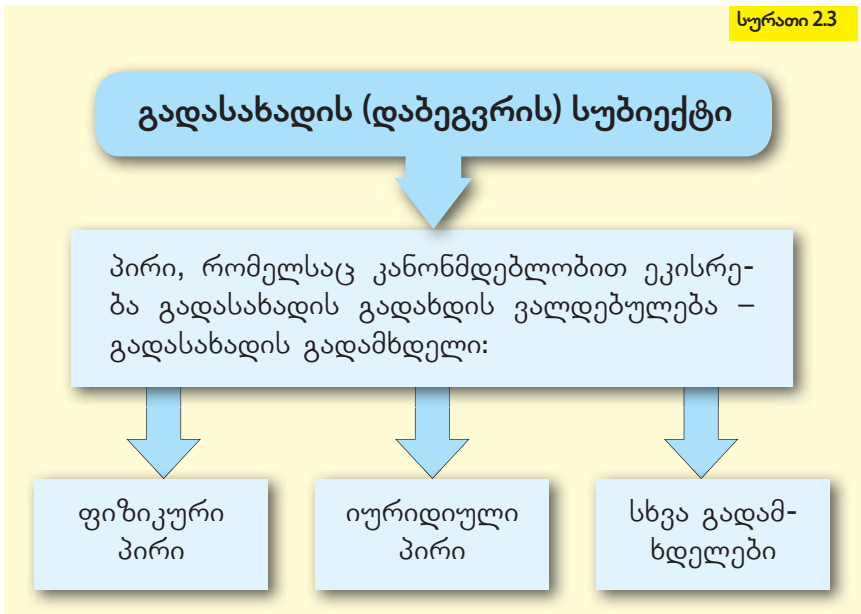 სურათი 2.3
გადასახადის (დაბეგვრის) სუბიექტი
პირი, რომელსაც კანონმდებლობით ეკისრე-
ბა გადასახადის გადახდის ვალდებულება –
გადასახადის გადამხდელი:
ფიზიკური
პირი
იურიდიული
პირი
სხვა გადამ-
ხდელები